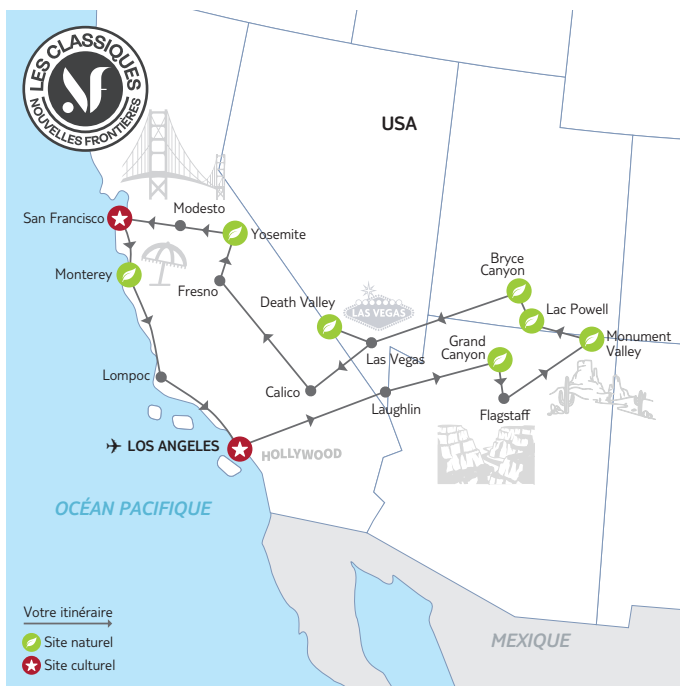 LES CLASSIQUES
NF
NOUVELLES FRONTIÈRES
USA
San Francisco
Modesto
Yosemite
Monterey
Fresno
Bryce
Canyon
Death Valley
LAS VEGAS
Lac Powell
Grand
Canyon
Monument
Valley
Las Vegas
Lompoc
Calico
Laughlin
Flagstaff
LOS ANGELES
HOLLYWOOD
OCÉAN PACIFIQUE
Votre itinéraire
Site naturel
Site culturel
MEXIQUE